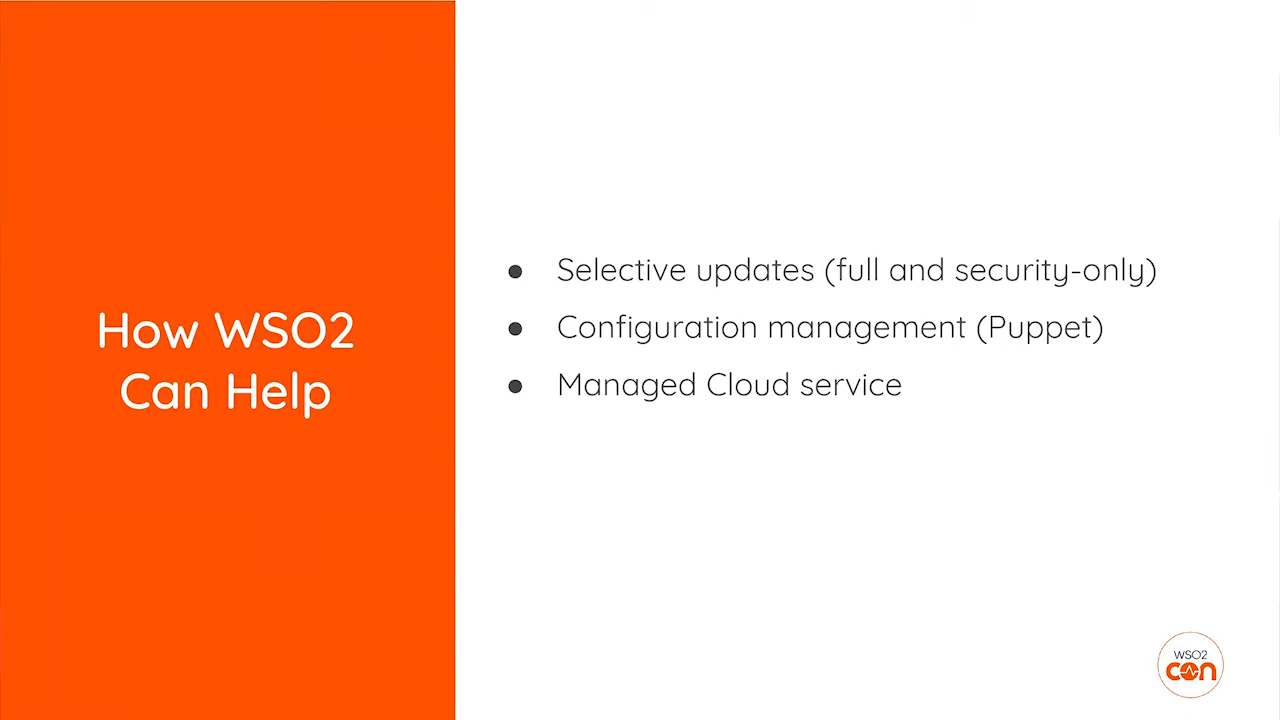 How WSO2
Can Help
● Selective updates (full and security-only)
● Configuration management (Puppet)
● Managed Cloud service
WSO2
con